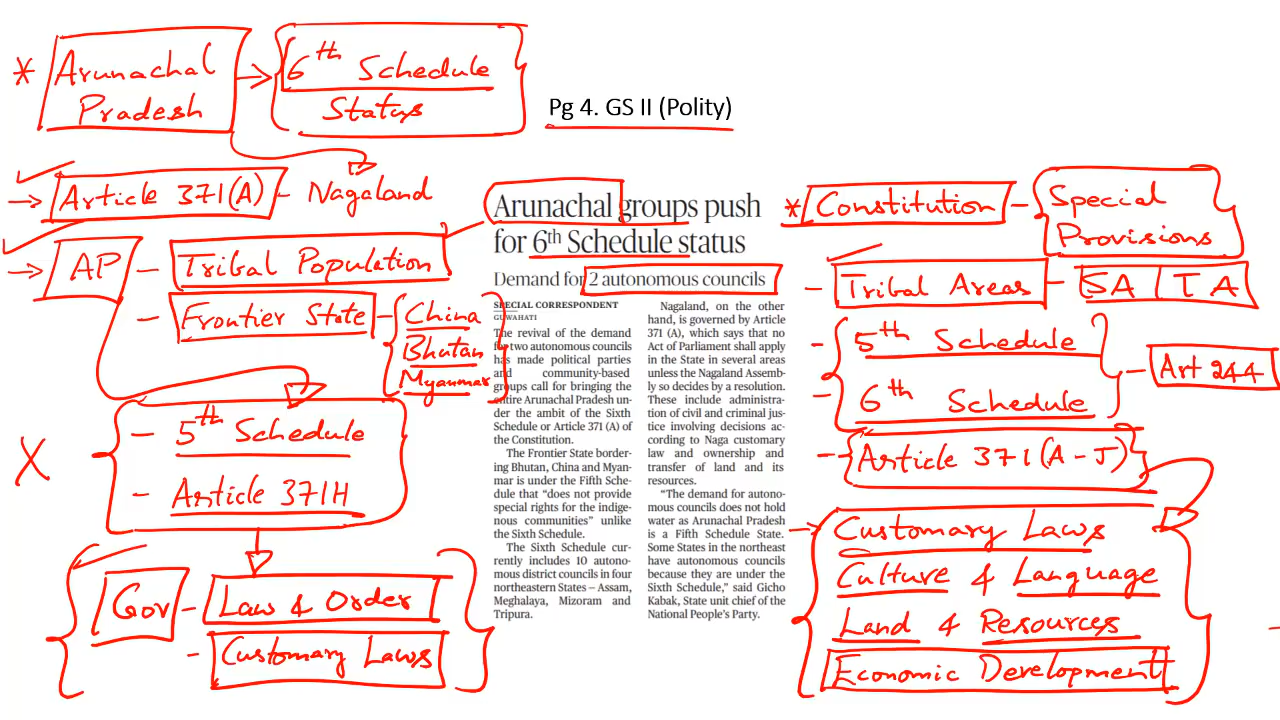 * Arunachal Pradesh → 6th Schedule Status
Pg 4. GS II (Polity)
→ Article 371(A) - Nagaland
→ AP - Tribal Population
- Frontier State - China
Bhutan
Myanmar
X
- 5th Schedule
- Article 371H
Gov - Law & Order
- Customary Laws
Arunachal groups push
for 6th Schedule status
Demand for 2 autonomous councils
SPECIAL CORRESPONDENT
GUWAHATI
The revival of the demand
for two autonomous councils
has made political parties
and community-based
groups call for bringing the
entire Arunachal Pradesh un-
der the ambit of the Sixth
Schedule or Article 371 (A) of
the Constitution.
The Frontier State border-
ing Bhutan, China and Myan-
mar is under the Fifth Sche-
dule that “does not provide
special rights for the indige-
nous communities” unlike
the Sixth Schedule.
The Sixth Schedule cur-
rently includes 10 autono-
mous district councils in four
northeastern States – Assam,
Meghalaya, Mizoram and
Tripura.
Nagaland, on the other
hand, is governed by Article
371 (A), which says that no
Act of Parliament shall apply
in the State in several areas
unless the Nagaland Assemb-
ly so decides by a resolution.
These include administra-
tion of civil and criminal jus-
tice involving decisions ac-
cording to Naga customary
law and ownership and
transfer of land and its
resources.
“The demand for autono-
mous councils does not hold
water as Arunachal Pradesh
is a Fifth Schedule State.
Some States in the northeast
have autonomous councils
because they are under the
Sixth Schedule,” said Gicho
Kabak, State unit chief of the
National People’s Party.
* Constitution - Special Provisions
- Tribal Areas - SA | TA
- 5th Schedule
- 6th Schedule - Art 244
- Article 371 (A-J)
→ Customary Laws
Culture & Language
Land & Resources
Economic Development